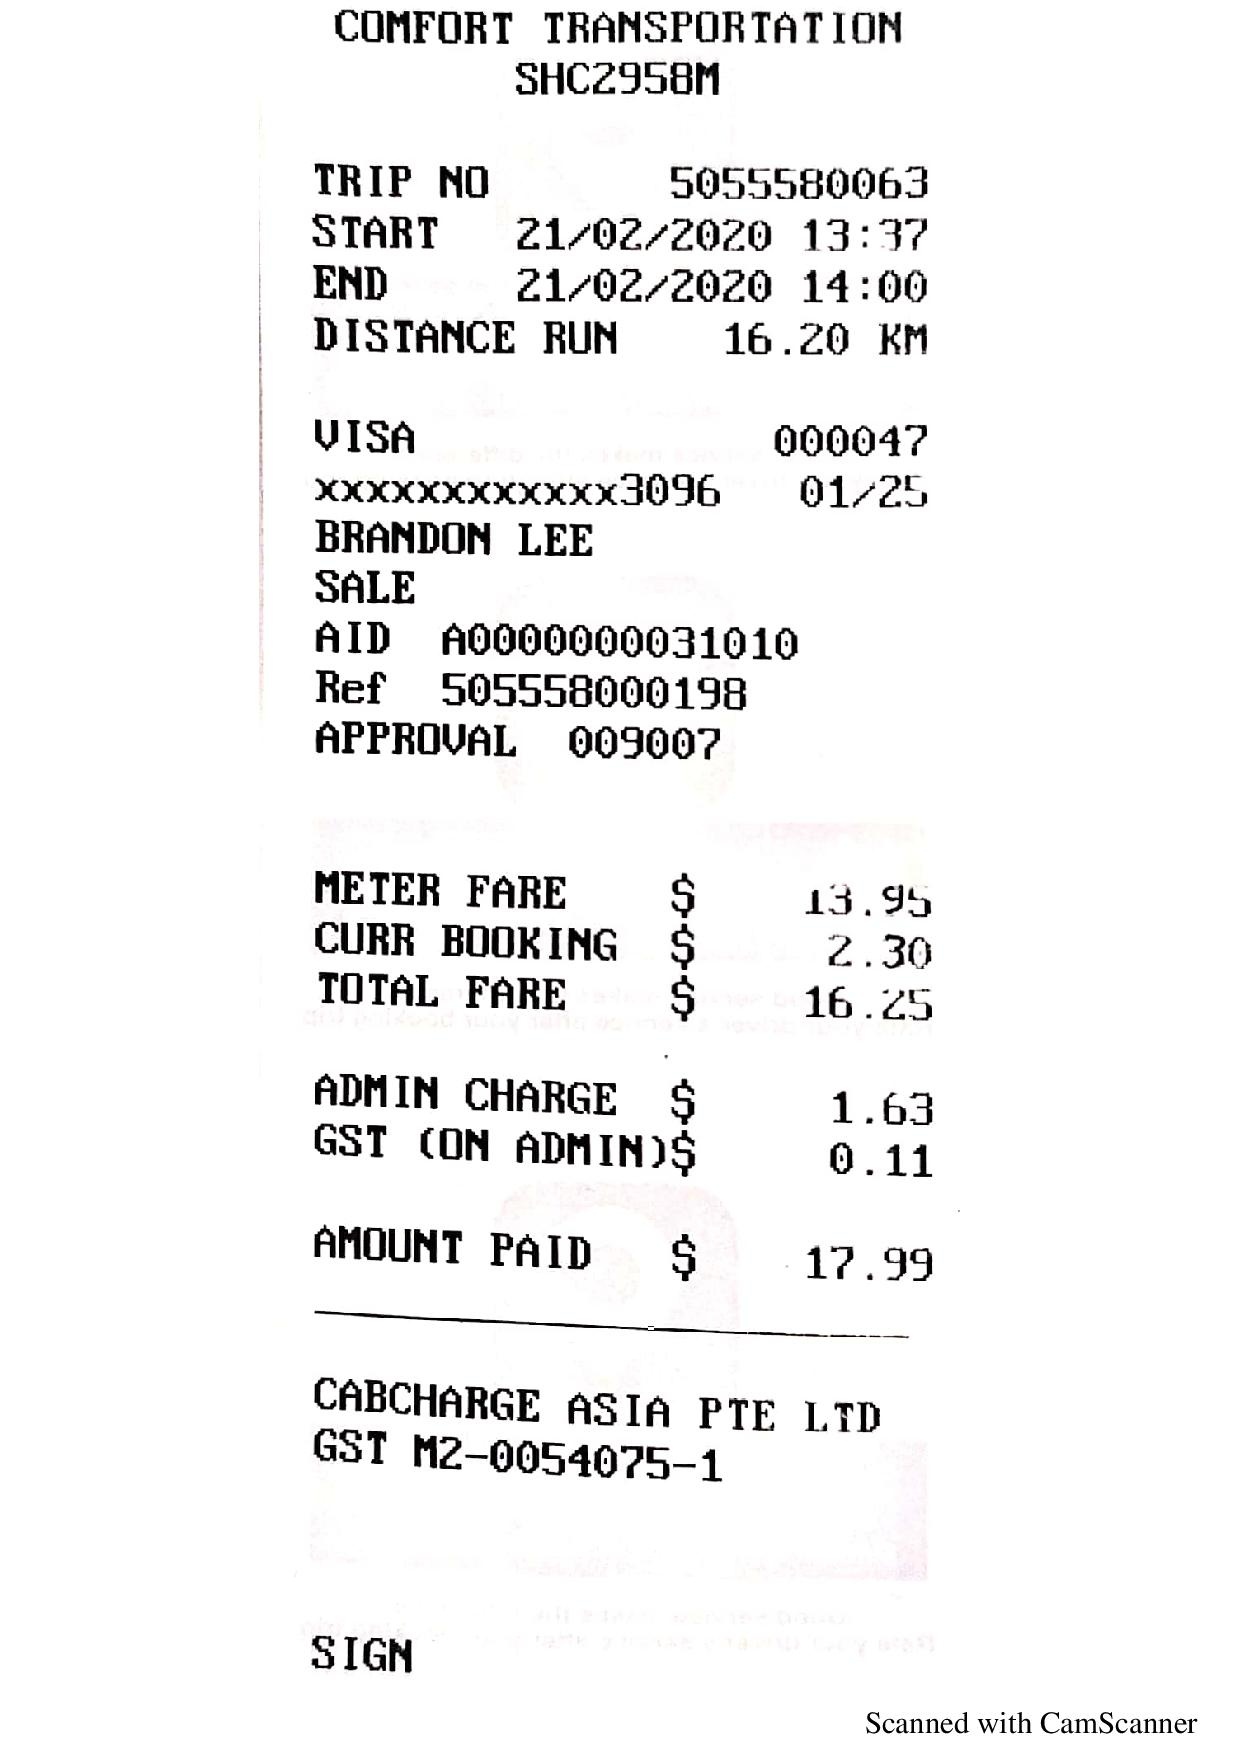 COMFORT TRANSPORTATION
SHC2958M
TRIP NO 5055580063
START 21/02/2020 13:37
END 21/02/2020 14:00
DISTANCE RUN 16.20 KM
VISA 000047
xxxxxxxxxxxx3096 01/25
BRANDON LEE
SALE
AID A0000000031010
Ref 505558000198
APPROVAL 009007
METER FARE $ 13.95
CURR BOOKING $ 2.30
TOTAL FARE $ 16.25
ADMIN CHARGE $ 1.63
GST (ON ADMIN)$ 0.11
AMOUNT PAID $ 17.99
CABCHARGE ASIA PTE LTD
GST M2-0054075-1
SIGN
Scanned with CamScanner